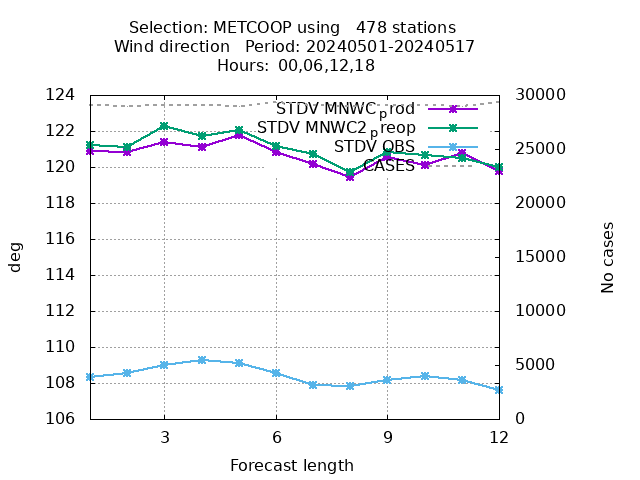 Selection: METCOOP using   478 stations
Wind direction   Period: 20240501-20240517
Hours: 00,06,12,18
124
122
120
118
116
114
112
110
108
106
deg
30000
25000
20000
15000
10000
5000
0
No cases
STDV MNWC_prod
STDV MNWC2_preop
STDV OBS
CASES
3
6
9
12
Forecast length